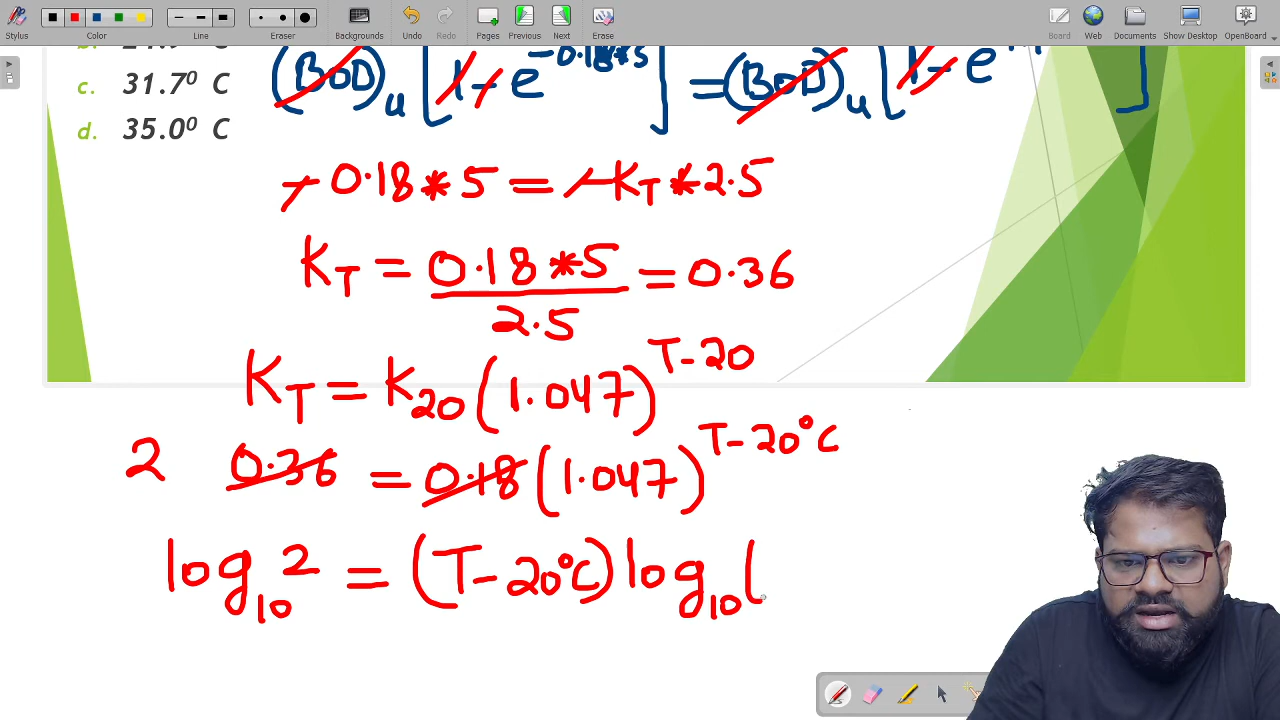 Stylus
Color
Line
Eraser
Backgrounds
Undo
Redo
Pages
Previous
Next
Erase
Board
Web
Documents
Show Desktop
OpenBoard
c. 31.7⁰ C
d. 35.0⁰ C
(BOD)u [1 - e^-0.18*5] = (BOD)u [1 - e
-0.18 * 5 = -KT * 2.5
KT = 0.18 * 5 / 2.5 = 0.36
KT = K20 (1.047)^T-20
2 0.36 = 0.18 (1.047)^T-20°C
log10 2 = (T-20°C) log10 (